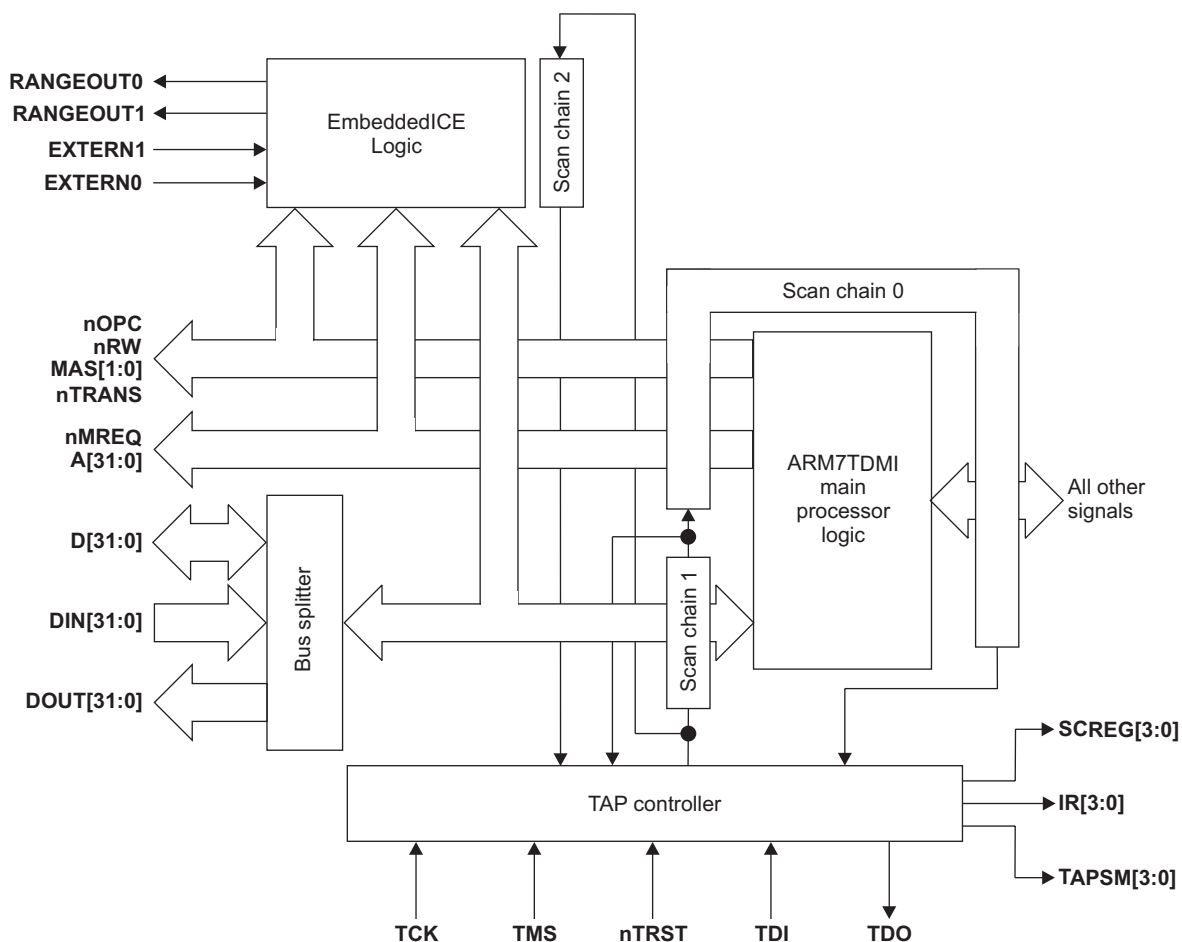 RANGEOUT0
RANGEOUT1
EXTERN1
EXTERN0
EmbeddedICE
Logic
Scan chain 2
Scan chain 0
nOPC
nRW
MAS[1:0]
nTRANS
nMREQ
A[31:0]
D[31:0]
DIN[31:0]
DOUT[31:0]
Bus splitter
Scan chain 1
ARM7TDMI
main
processor
logic
All other
signals
TAP controller
SCREG[3:0]
IR[3:0]
TAPSM[3:0]
TCK
TMS
nTRST
TDI
TDO